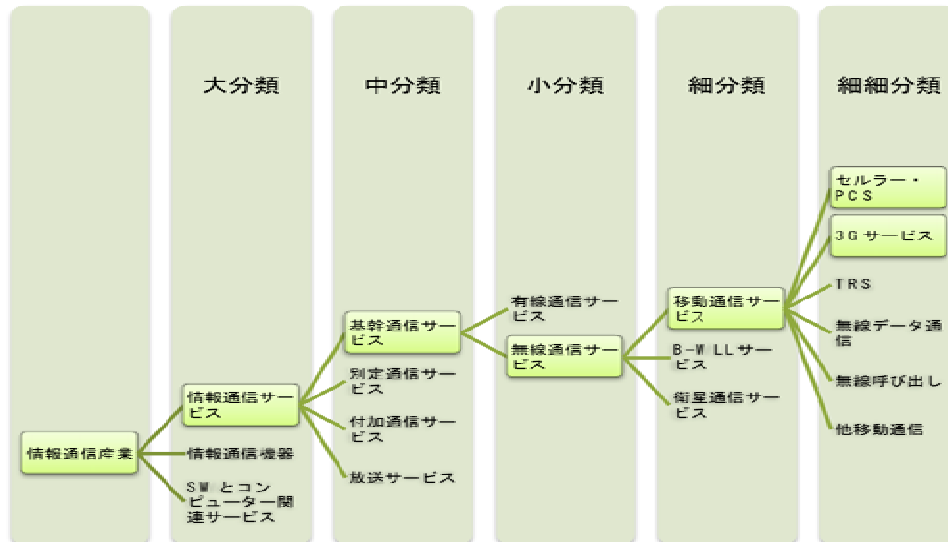 大分類
中分類
小分類
細分類
細細分類
情報通信産業
情報通信サー
ビス
情報通信機器
SWとコン
ピューター関
連サービス
基幹通信サー
ビス
別定通信サー
ビス
付加通信サー
ビス
放送サービス
有線通信サー
ビス
無線通信サー
ビス
移動通信サー
ビス
B-WLLサー
ビス
衛星通信サー
ビス
セルラー・
PCS
3Gサービス
TRS
無線データ通
信
無線呼び出し
他移動通信